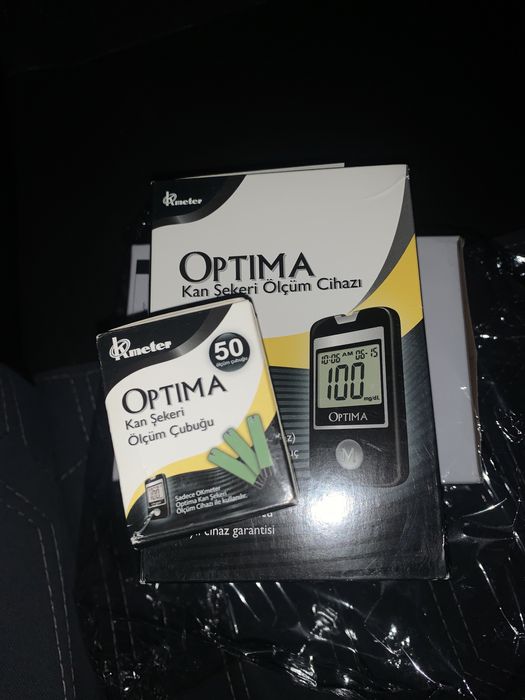 OKmeter
OPTIMA
Kan Şekeri Ölçüm Cihazı
10:06 AM 06-15
100
mg/dL
OPTIMA
M
cihaz garantisi
OKmeter
50
ölçüm çubuğu
OPTIMA
Kan Şekeri
Ölçüm Çubuğu
Sadece OKmeter
Optima Kan Şekeri
Ölçüm Cihazı ile kullanılır.